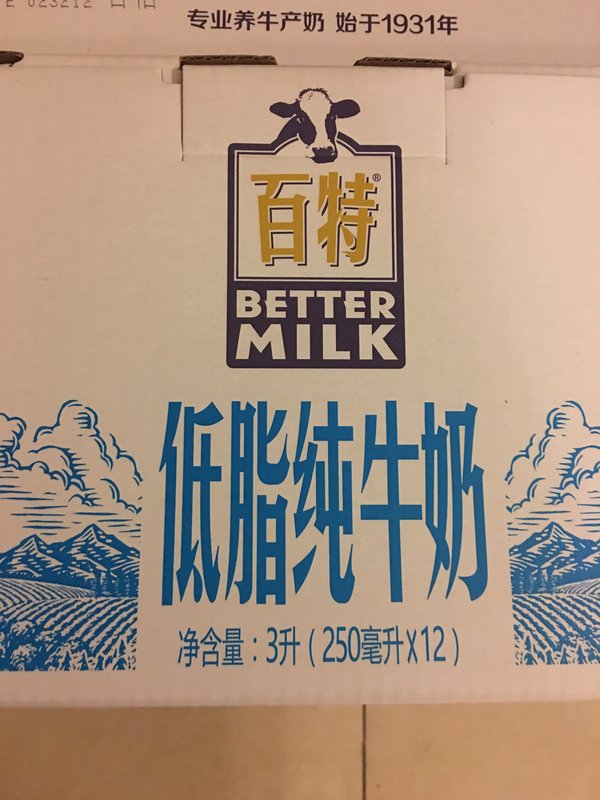 023212
专业养牛产奶 始于1931年
百特®
BETTER
MILK
低脂纯牛奶
净含量：3升（250毫升X12）